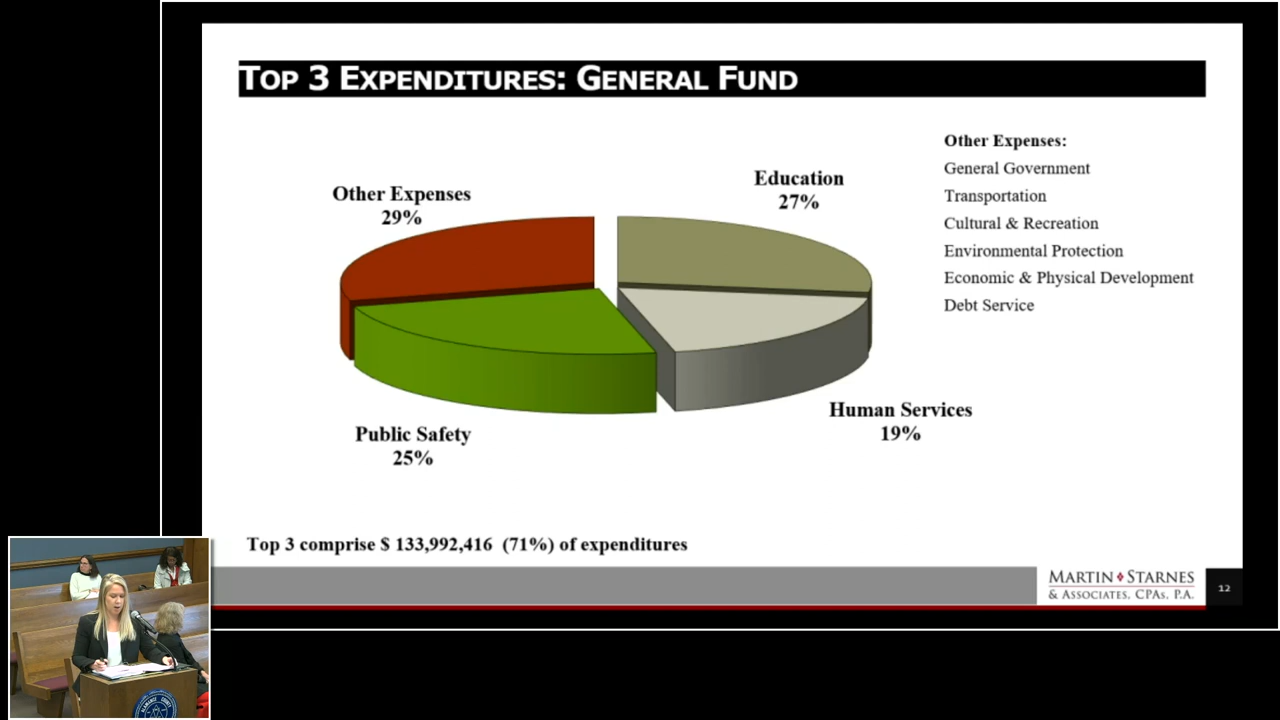 TOP 3 EXPENDITURES: GENERAL FUND
Other Expenses
29%
Education
27%
Other Expenses:
General Government
Transportation
Cultural & Recreation
Environmental Protection
Economic & Physical Development
Debt Service
Human Services
19%
Public Safety
25%
Top 3 comprise $ 133,992,416 (71%) of expenditures
MARTIN STARNES
& ASSOCIATES, CPAS, P.A.
12